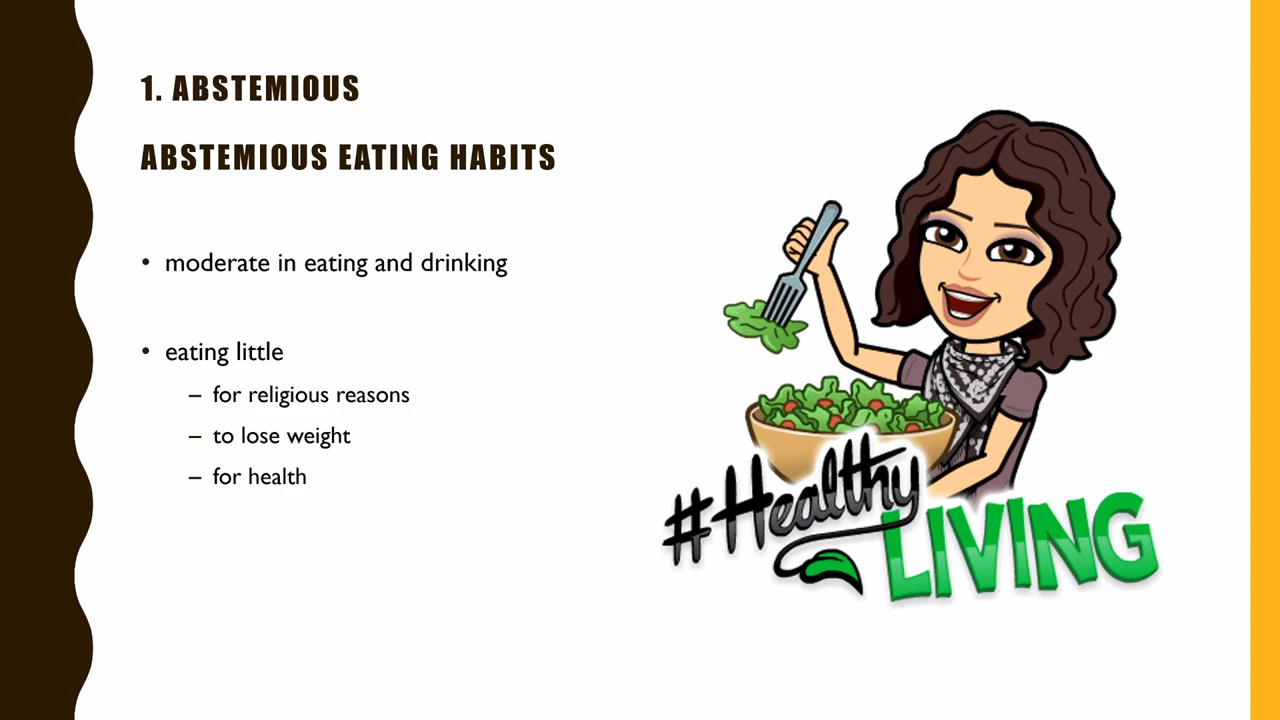 1. ABSTEMIOUS
ABSTEMIOUS EATING HABITS
• moderate in eating and drinking
• eating little
– for religious reasons
– to lose weight
– for health
#Healthy
LIVING